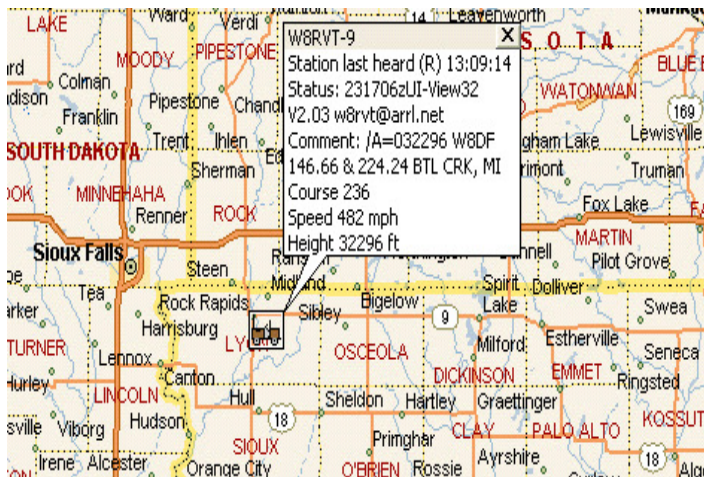 Ward
Verdi
14
Leavenworth
LAKE
W8RVT-9
X
MOODY
PIPESTONE
Station last heard (R) 13:09:14
S O T A
Colman
Status: 231706zUI-View32
BLUE E
Pipestone
Chandl
V2.03 w8rvt@arrl.net
WATONWAN
Franklin
169
Trent
Ihlen
Comment: /A=032296 W8DF
Lewisville
SOUTH DAKOTA
gham Lake
Sherman
146.66 & 224.24 BTL CRK, MI
Truman
MINNEHAHA
Course 236
Fox Lake
Renner
ROCK
Speed 482 mph
MARTIN
Sioux Falls
Height 32296 ft
Pilot Grove
Steen
Spirit
Dolliver
Tea
Midland
Lake
Rock Rapids
Bigelow
Swea
Harrisburg
Sibley
9
TURNER
Estherville
Milford
Lennox
OSCEOLA
Seneca
Canton
DICKINSON
EMMET
Ringsted
Hurley
LINCOLN
Hull
Sheldon
Hartley
Graettinger
Viborg
Hudson
18
KOSSUT
Primghar
CLAY
PALO ALTO
SIOUX
Irene
Alcester
Orange City
O'BRIEN
Rossie
Ayrshire
18